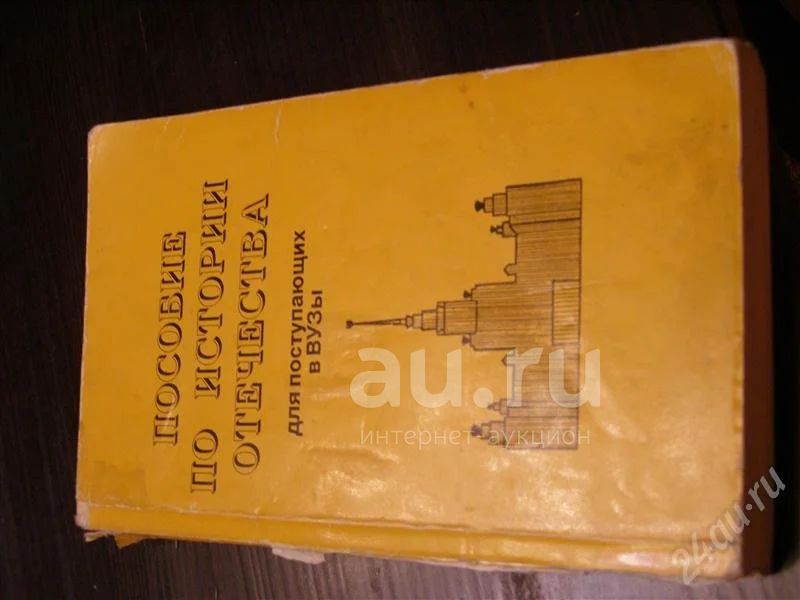 ПОСОБИЕ
ПО ИСТОРИИ
ОТЕЧЕСТВА
для поступающих
в ВУЗы
au.ru
интернет-аукцион
24au.ru